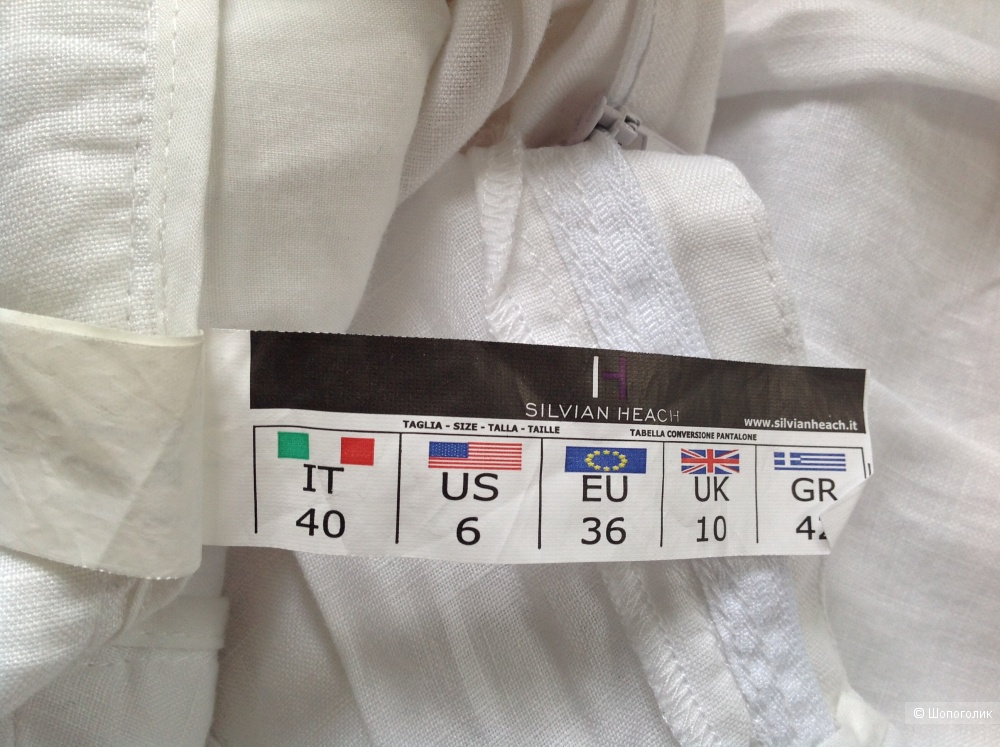 SILVIAN HEACH
www.silvianheach.it
TAGLIA - SIZE - TALLA - TAILLE
TABELLA CONVERSIONE PANTALONE
IT US EU UK GR
40 6 36 10 42
© Шопоголик